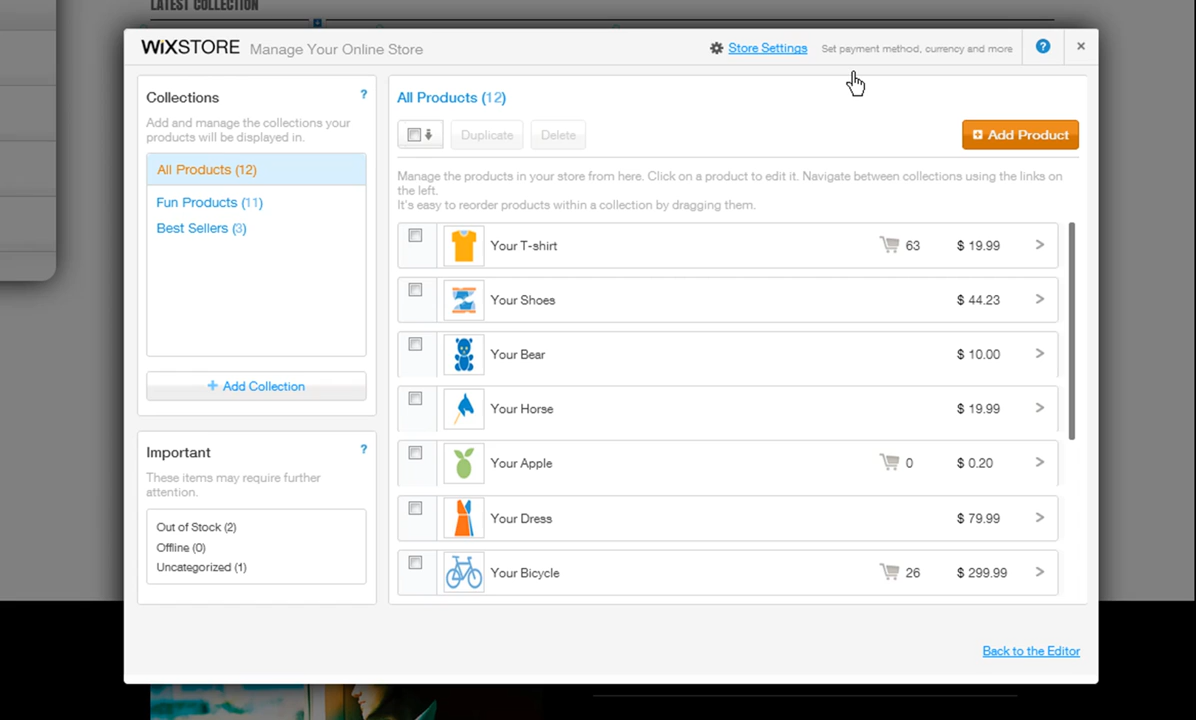 LATEST COLLECTION
WiXSTORE Manage Your Online Store
Store Settings Set payment method, currency and more ? ×
Collections ?
Add and manage the collections your
products will be displayed in.
All Products (12)
Fun Products (11)
Best Sellers (3)
+ Add Collection
Important ?
These items may require further
attention.
Out of Stock (2)
Offline (0)
Uncategorized (1)
All Products (12)
Duplicate Delete
+ Add Product
Manage the products in your store from here. Click on a product to edit it. Navigate between collections using the links on
the left.
It's easy to reorder products within a collection by dragging them.
Your T-shirt 63 $ 19.99 >
Your Shoes $ 44.23 >
Your Bear $ 10.00 >
Your Horse $ 19.99 >
Your Apple 0 $ 0.20 >
Your Dress $ 79.99 >
Your Bicycle 26 $ 299.99 >
Back to the Editor